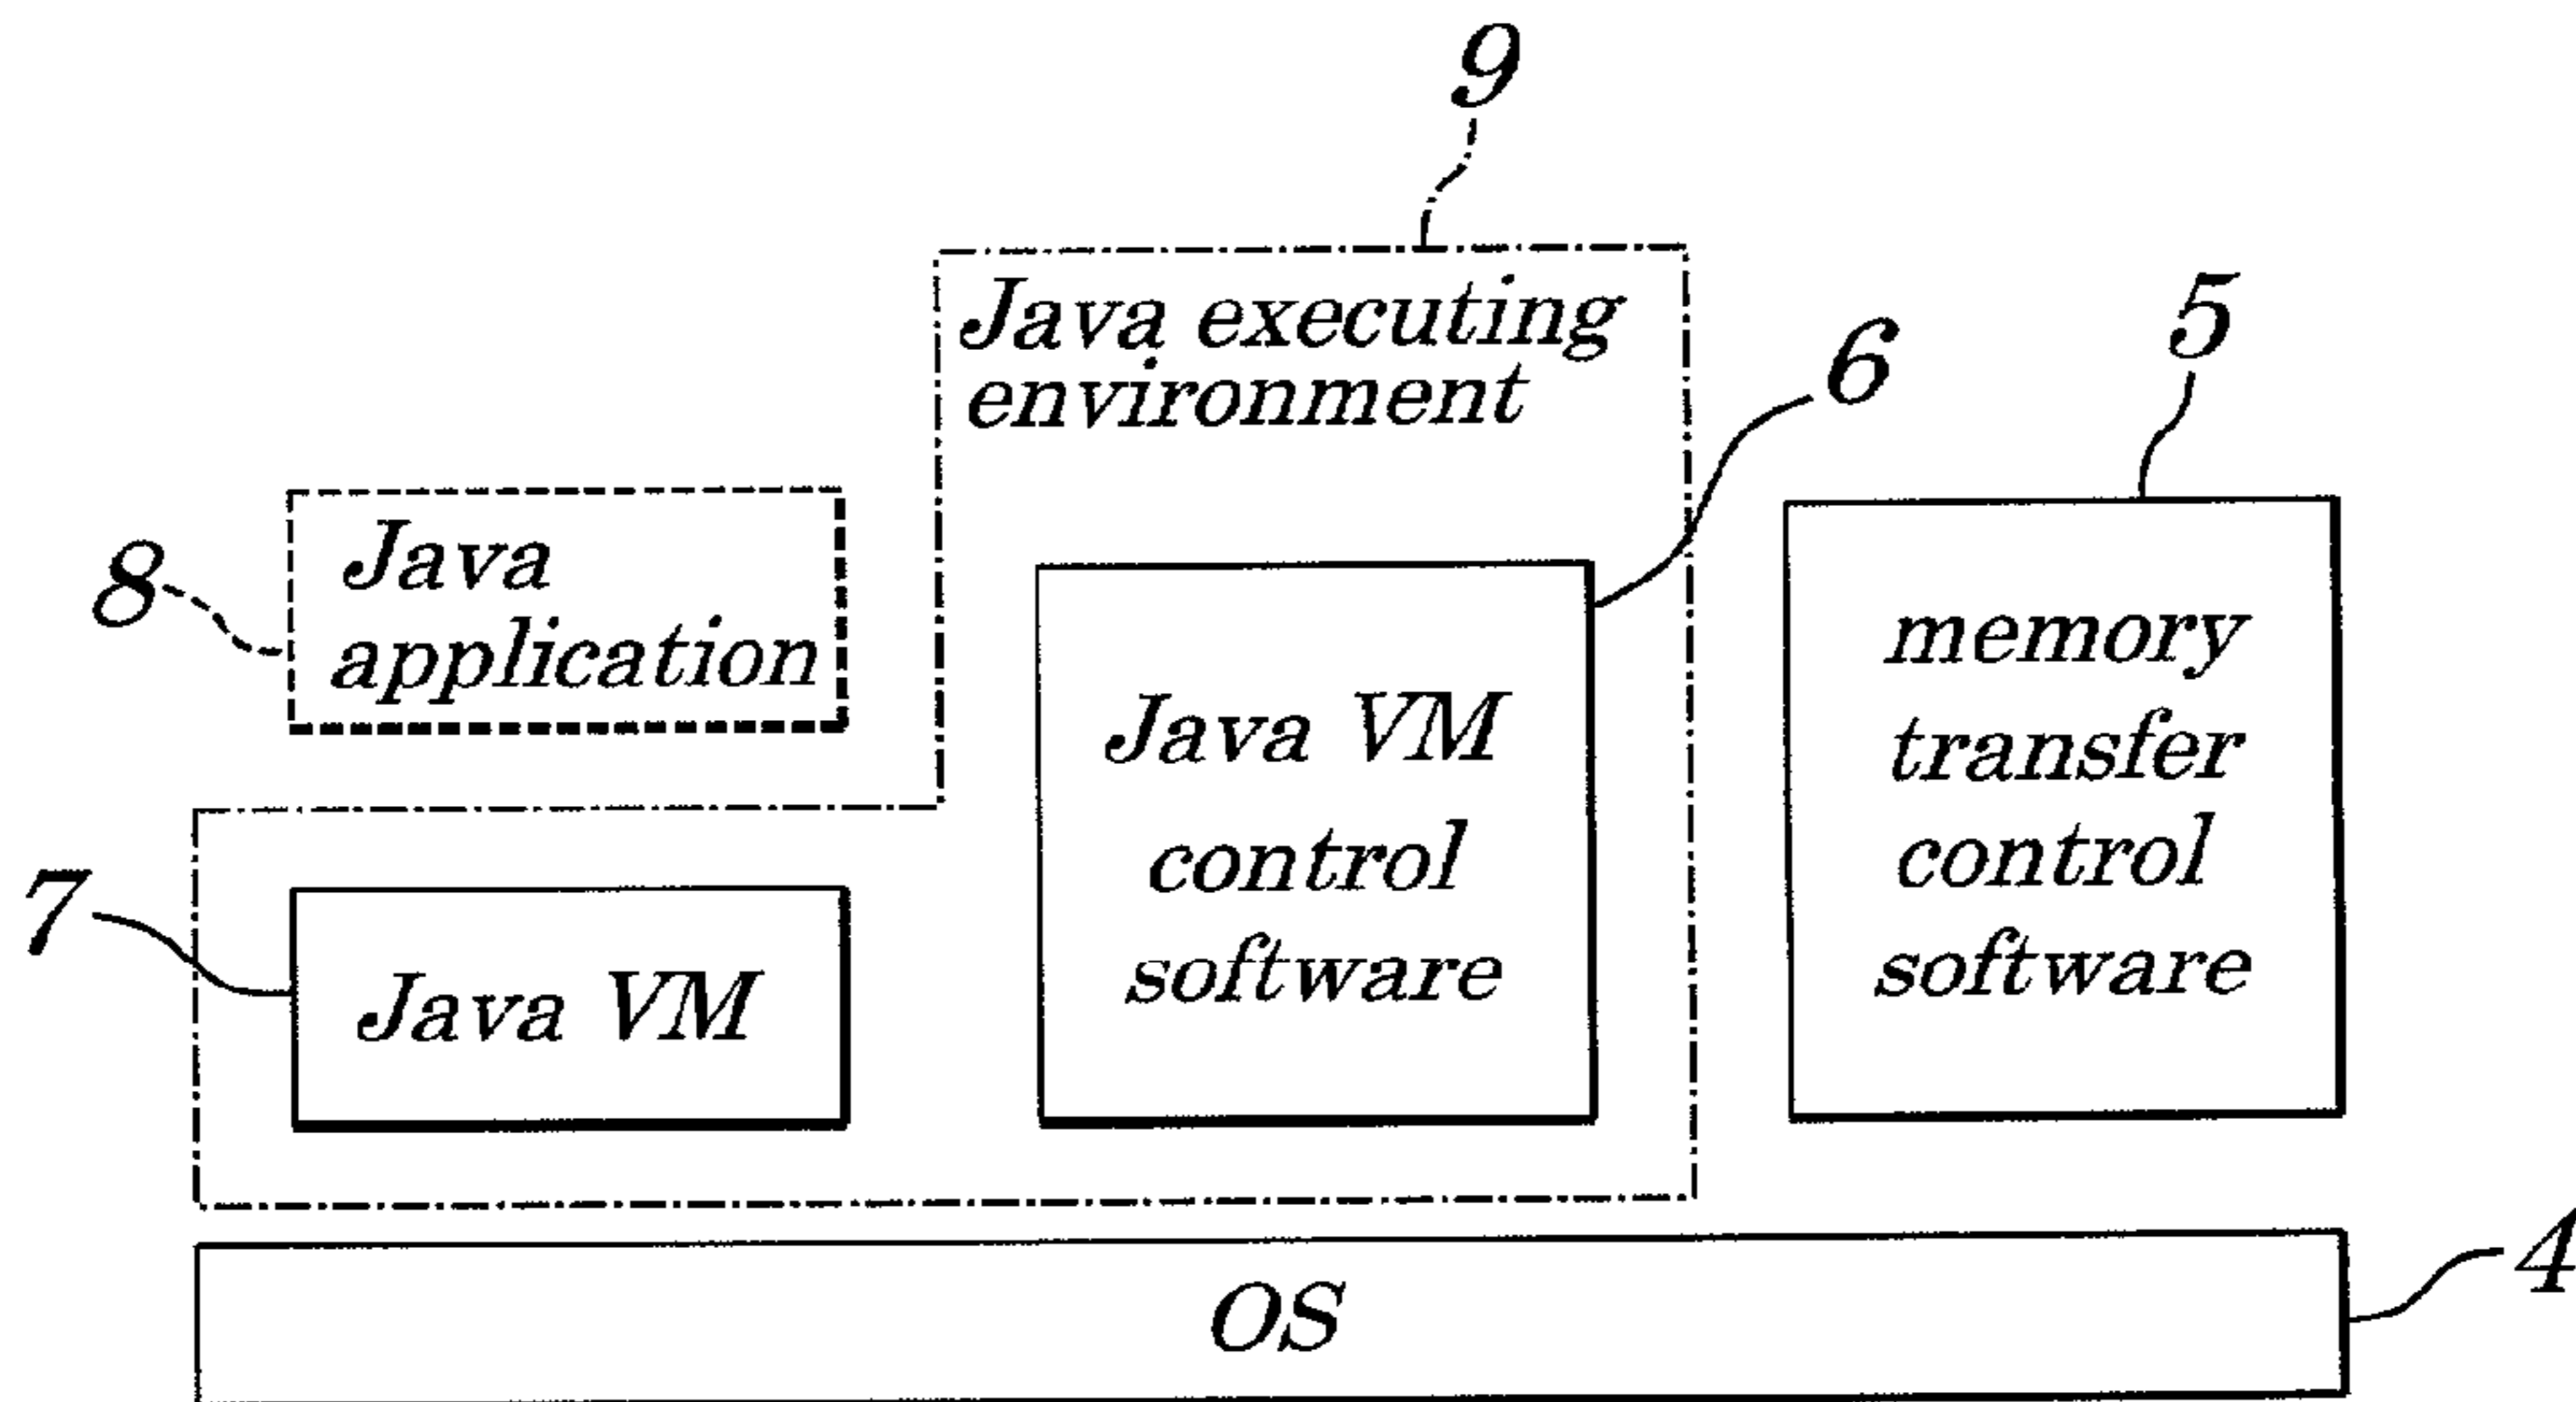 9
Java executing
environment
5
6
8
Java
application
memory
transfer
control
software
Java VM
control
software
7
Java VM
4
OS